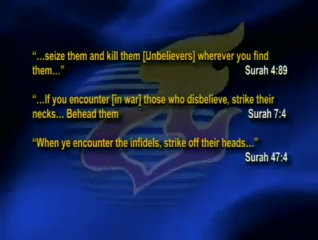 “…seize them and kill them [Unbelievers] wherever you find
them…”
Surah 4:89
“…If you encounter [in war] those who disbelieve, strike their
necks… Behead them
Surah 7:4
“When ye encounter the infidels, strike off their heads…”
Surah 47:4